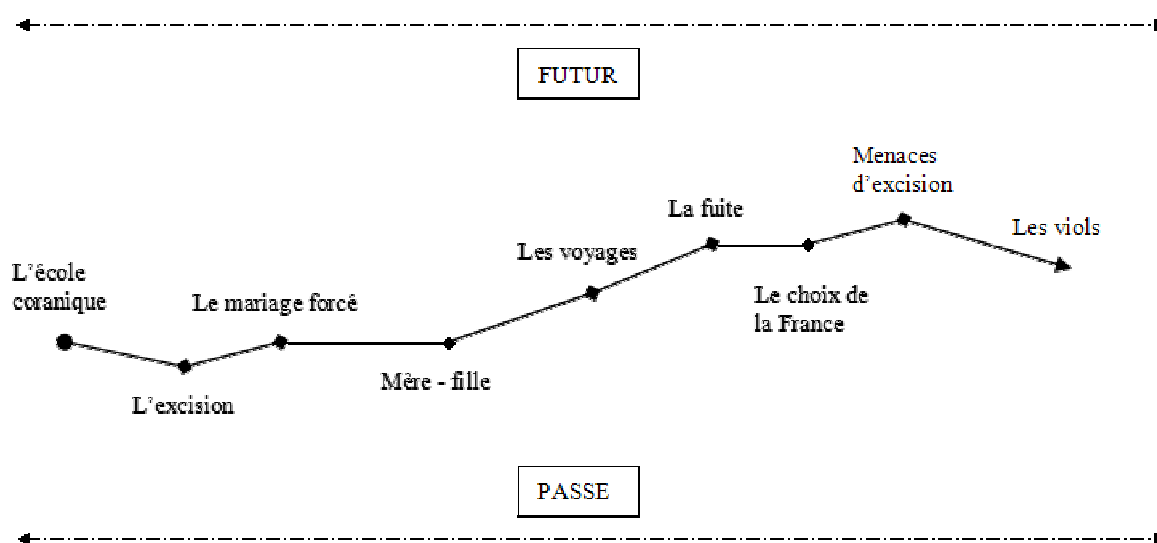 FUTUR
Menaces
d'excision
La fuite
Les viols
Les voyages
L'école
coranique
Le mariage forcé
Le choix de
la France
Mère - fille
L'excision
PASSE